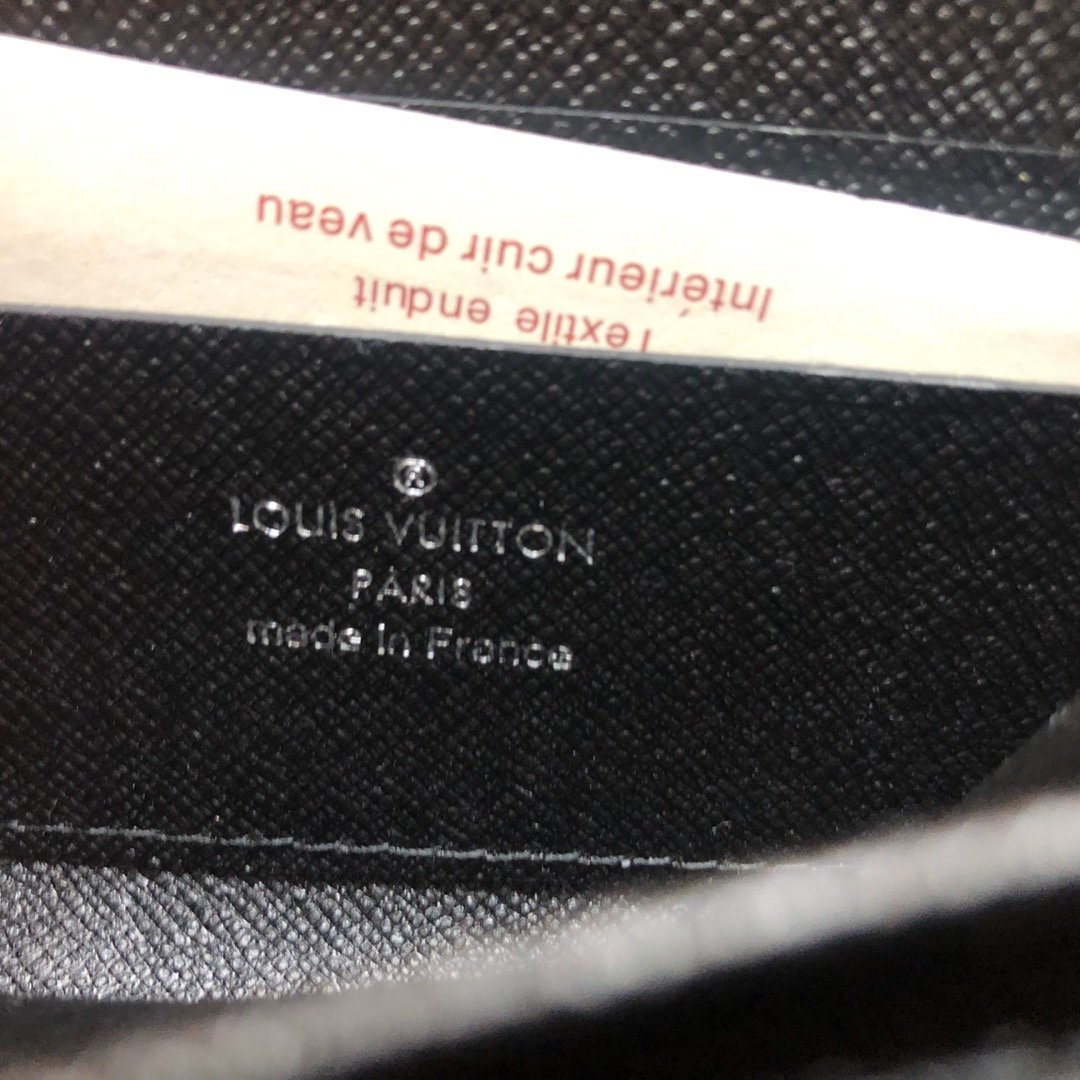 Textile enduit
Intérieur cuir de veau
®
LOUIS VUITTON
PARIS
made in France